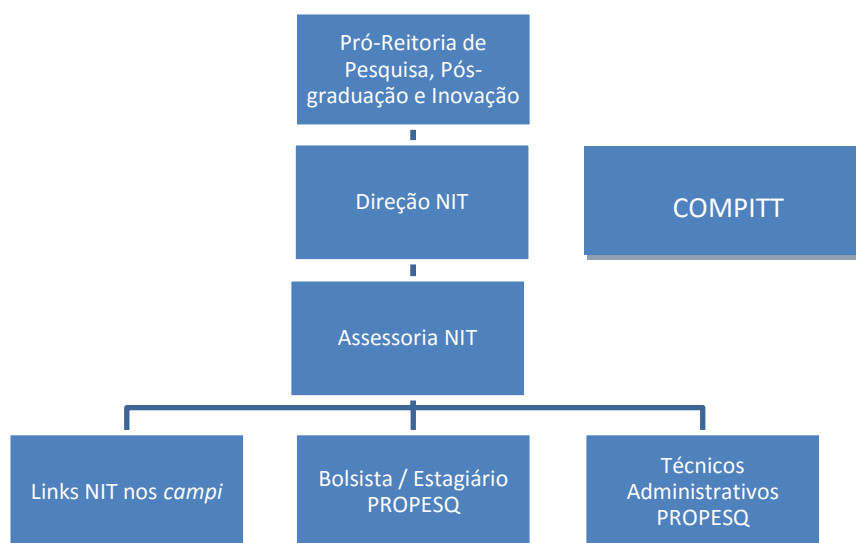 Pró-Reitoria de
Pesquisa, Pós-
graduação e Inovação
Direção NIT
COMPITT
Assessoria NIT
Links NIT nos campi
Bolsista / Estagiário
PROPESQ
Técnicos
Administrativos
PROPESQ